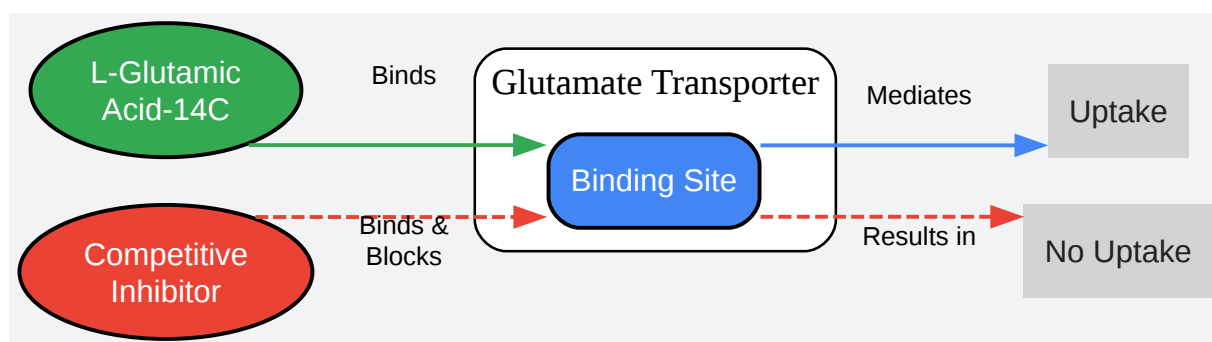 L-Glutamic
Acid-14C
Binds
Glutamate Transporter
Mediates
Uptake
Binding Site
Competitive
Inhibitor
Binds &
Blocks
Results in
No Uptake